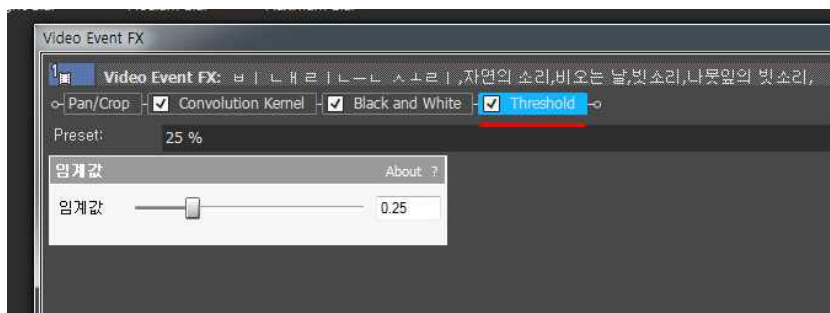 Video Event FX
1 Video Event FX: ㅂㅣㄴㅐㄹㅣㄴㅡㄴ ㅅㅗㄹㅣ,자연의 소리,비오는 날,빗소리,나뭇잎의 빗소리,
Pan/Crop Convolution Kernel Black and White Threshold
Preset: 25 %
임계값 About ?
임계값 0.25